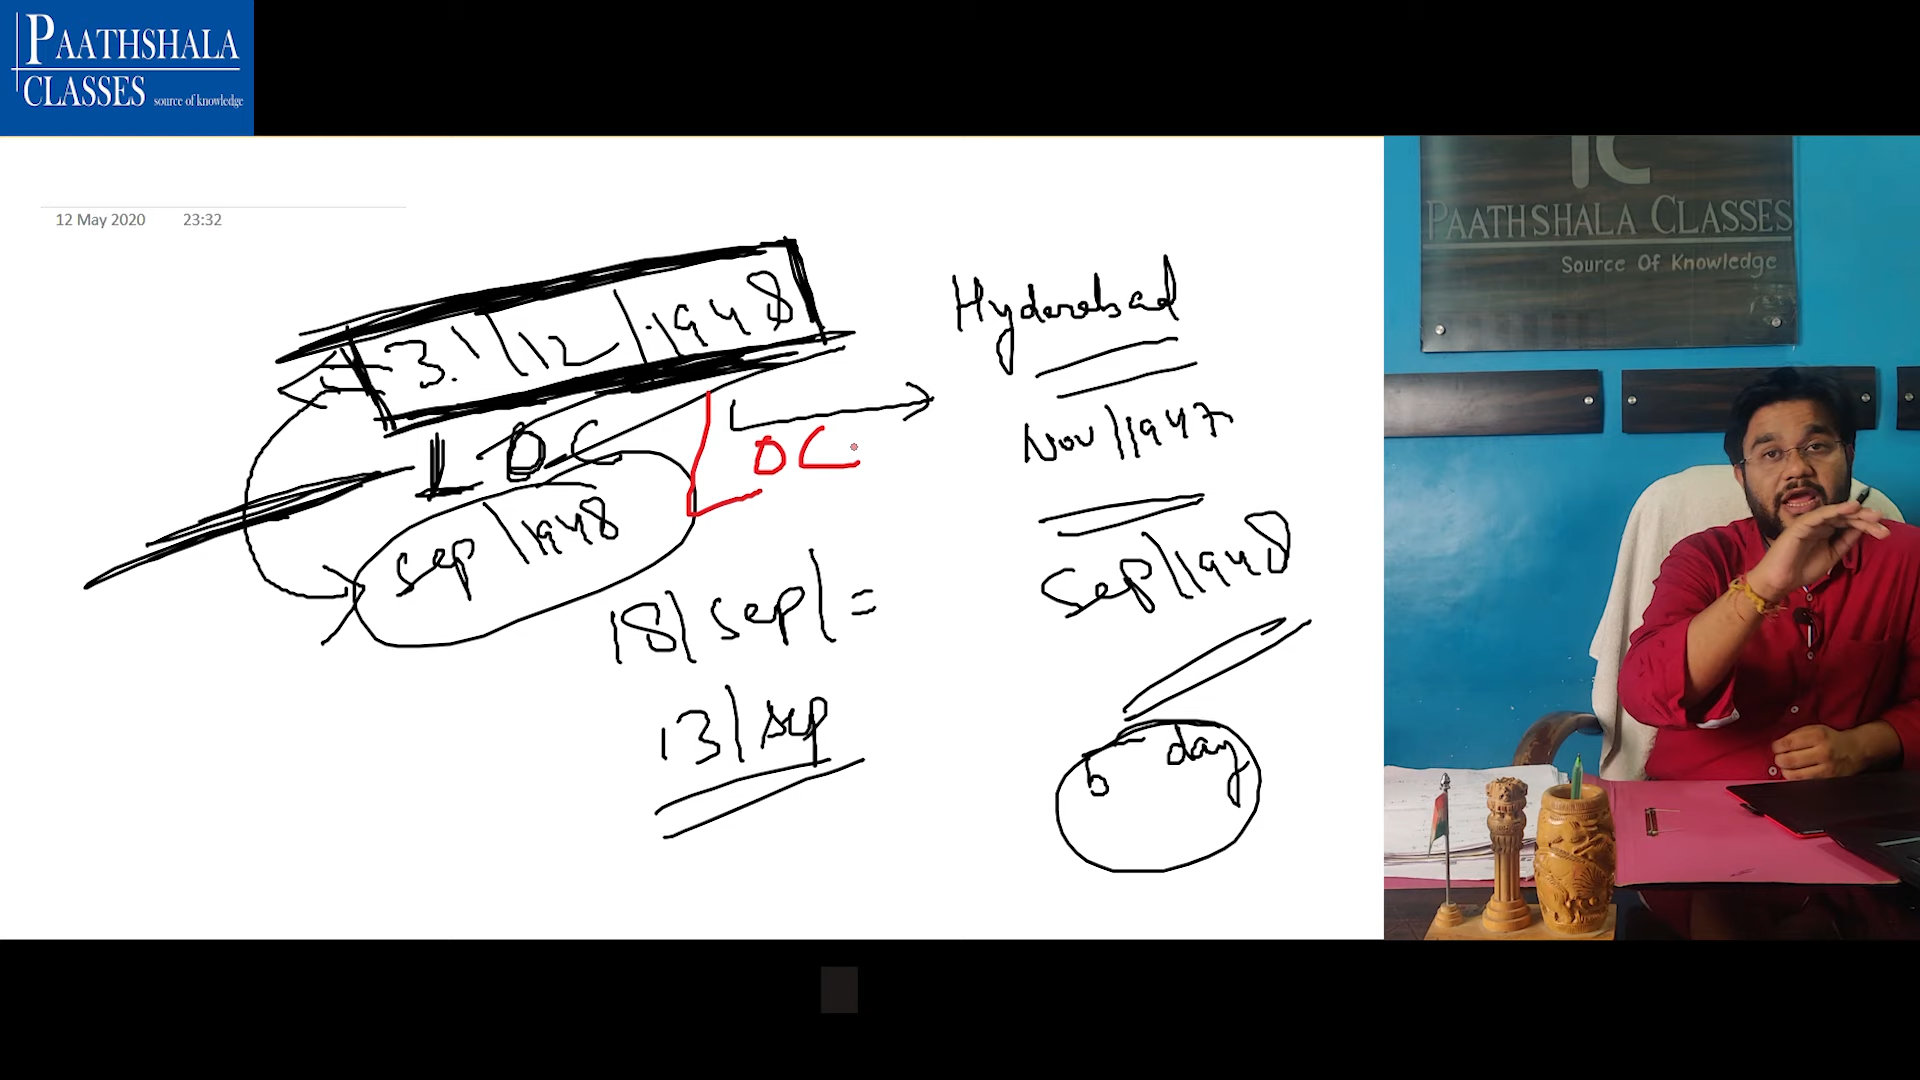 PAATHSHALA
CLASSES source of knowledge
12 May 2020 23:32
31/12/1948
LOC
LOC
Sep/1948
18/sep/=
13/sep
Hyderabad
Nov/1947
Sep/1948
6 day
PAATHSHALA CLASSES
Source Of Knowledge